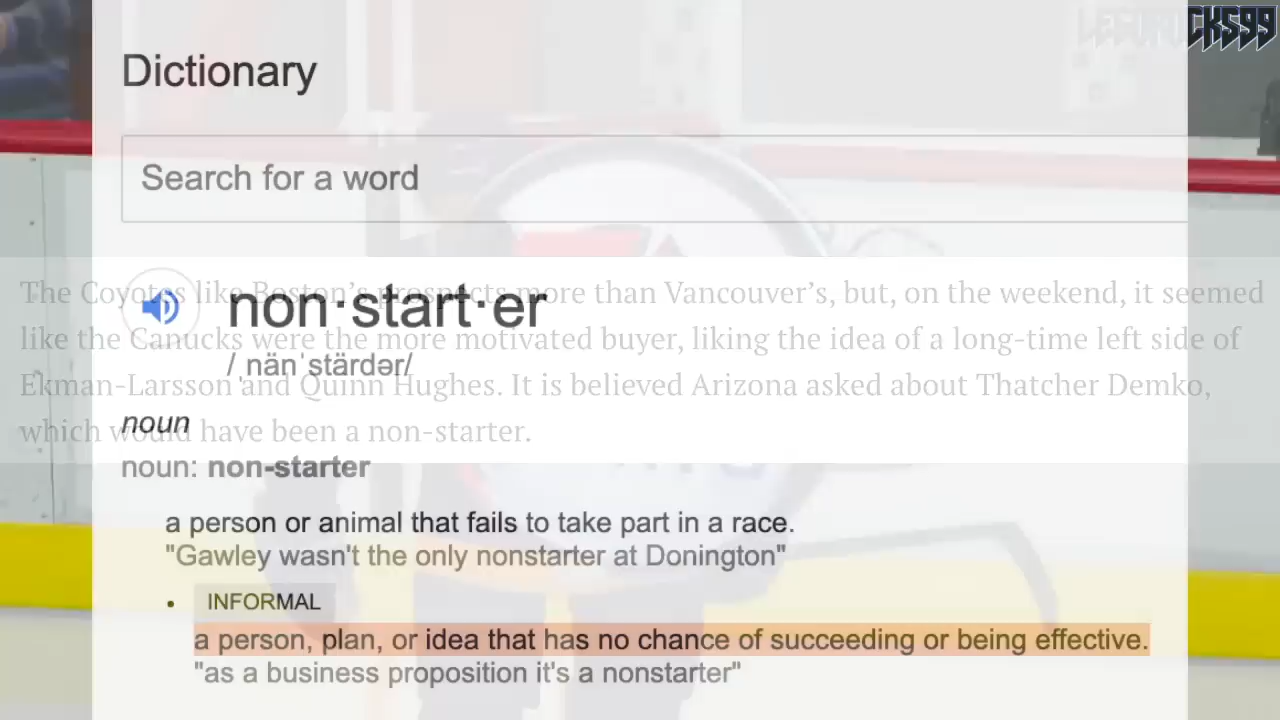 LEGOROCKS99
Dictionary
Search for a word
The Coyotes like Boston's prospects more than Vancouver's, but, on the weekend, it seemed
like the Canucks were the more motivated buyer, liking the idea of a long-time left side of
Ekman-Larsson and Quinn Hughes. It is believed Arizona asked about Thatcher Demko,
which would have been a non-starter.
non·start·er
/ˌnänˈstärdər/
noun
noun: non-starter
a person or animal that fails to take part in a race.
"Gawley wasn't the only nonstarter at Donington"
• INFORMAL
a person, plan, or idea that has no chance of succeeding or being effective.
"as a business proposition it's a nonstarter"